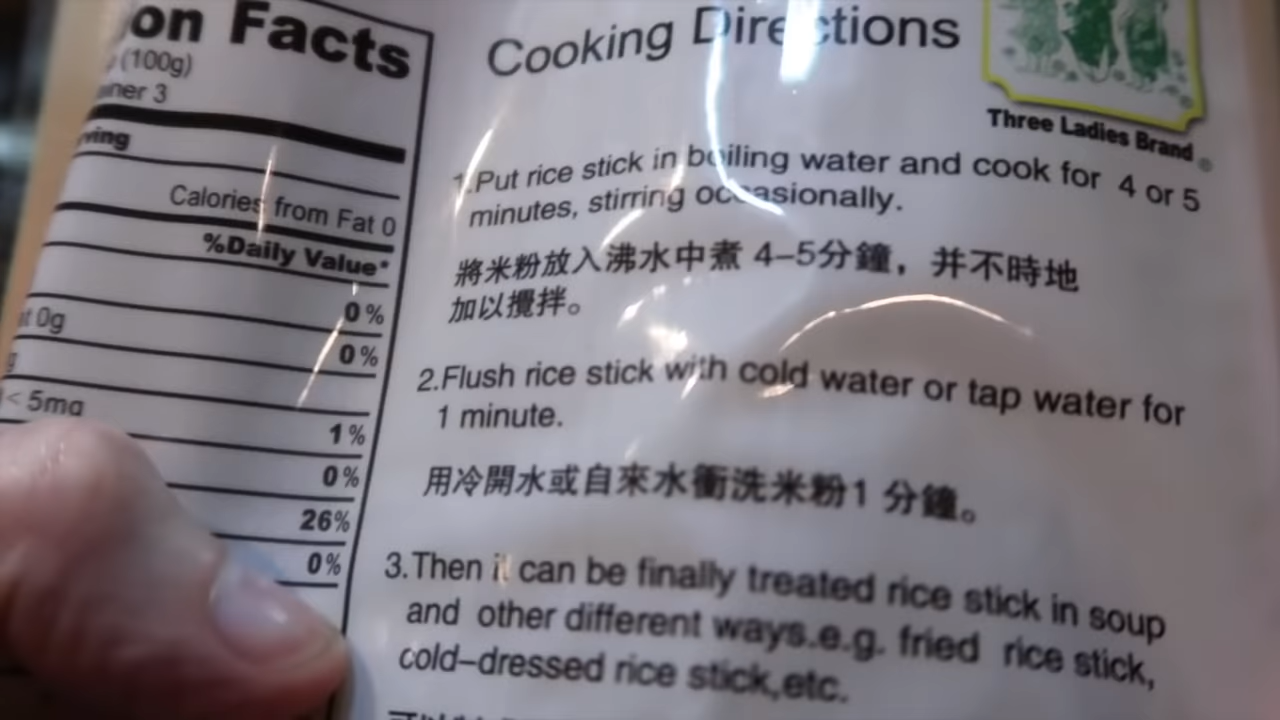 on Facts
(100g)
ner 3
ving
Calories from Fat 0
%Daily Value*
0%
t 0g
0%
< 5mg
1%
0%
26%
0%
Cooking Directions
Three Ladies Brand
1.Put rice stick in boiling water and cook for 4 or 5
minutes, stirring occasionally.
將米粉放入沸水中煮 4–5分鐘，并不時地
加以攪拌。
2.Flush rice stick with cold water or tap water for
1 minute.
用冷開水或自來水衝洗米粉1 分鐘。
3.Then it can be finally treated rice stick in soup
and other different ways.e.g. fried rice stick,
cold–dressed rice stick,etc.